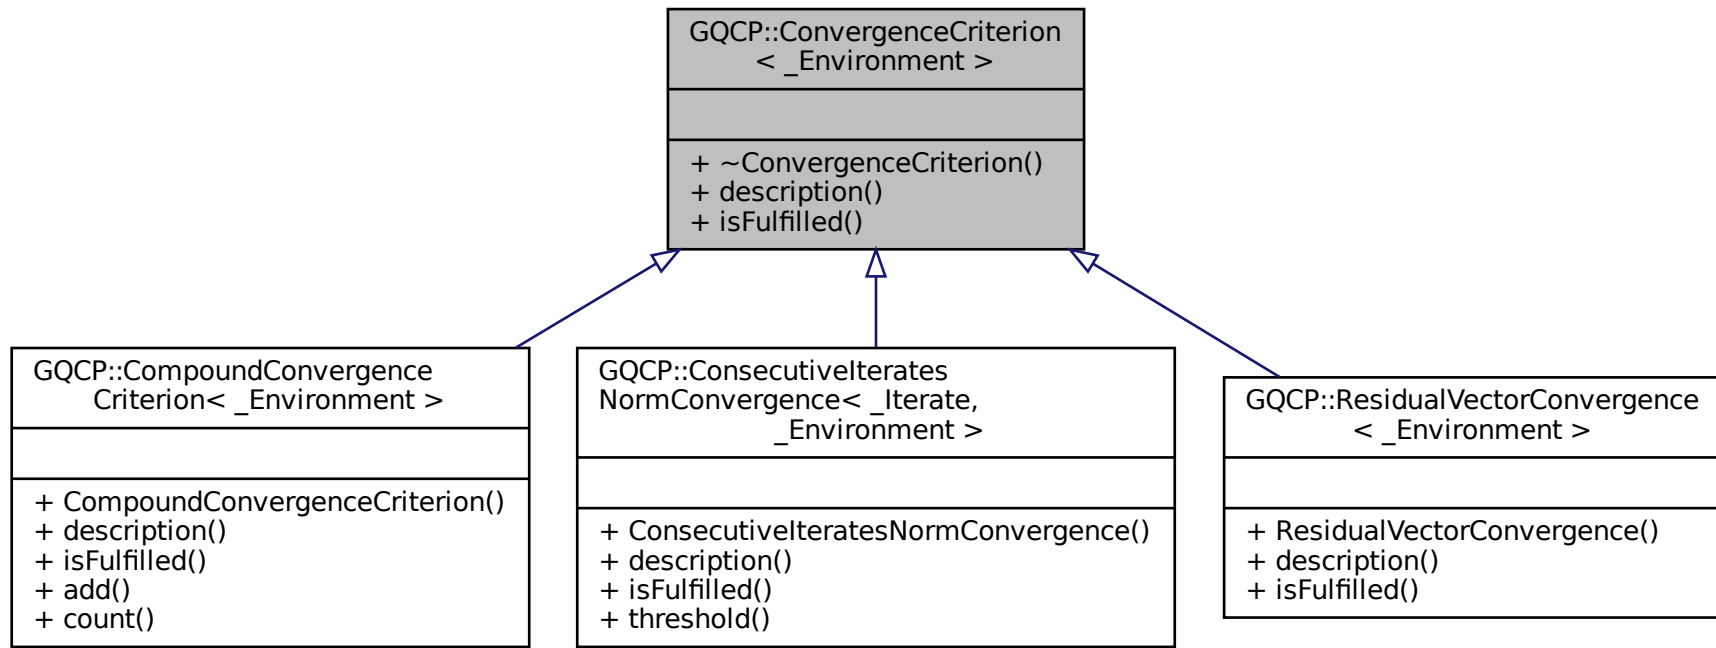 GQCP::ConvergenceCriterion
< _Environment >
+ ~ConvergenceCriterion()
+ description()
+ isFulfilled()
GQCP::CompoundConvergence
Criterion< _Environment >
+ CompoundConvergenceCriterion()
+ description()
+ isFulfilled()
+ add()
+ count()
GQCP::ConsecutiveIterates
NormConvergence< _Iterate,
_Environment >
+ ConsecutiveIteratesNormConvergence()
+ description()
+ isFulfilled()
+ threshold()
GQCP::ResidualVectorConvergence
< _Environment >
+ ResidualVectorConvergence()
+ description()
+ isFulfilled()